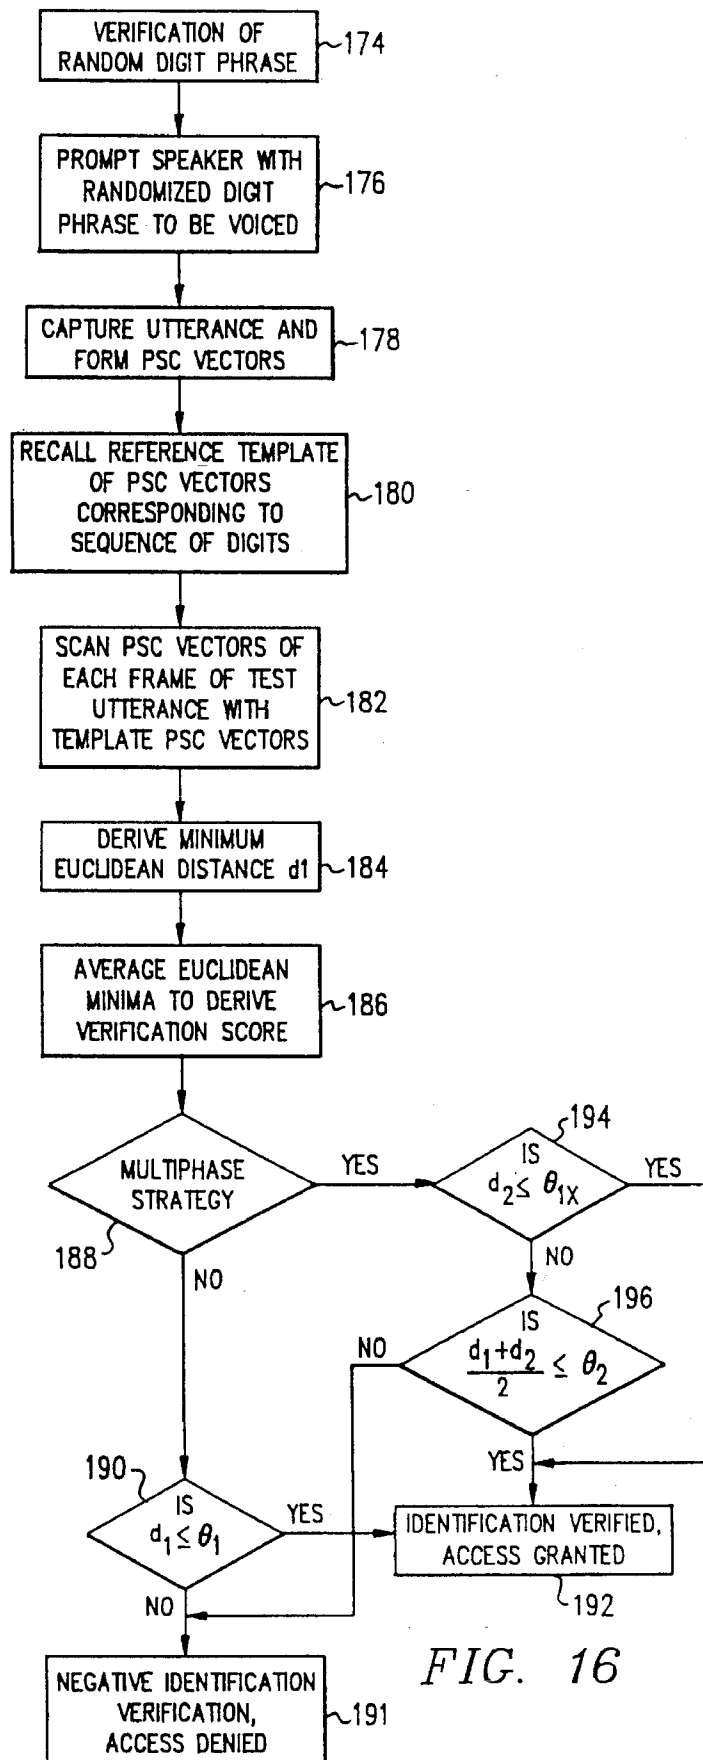 VERIFICATION OF
RANDOM DIGIT PHRASE
174
PROMPT SPEAKER WITH
RANDOMIZED DIGIT
PHRASE TO BE VOICED
176
CAPTURE UTTERANCE AND
FORM PSC VECTORS
178
RECALL REFERENCE TEMPLATE
OF PSC VECTORS
CORRESPONDING TO
SEQUENCE OF DIGITS
180
SCAN PSC VECTORS OF
EACH FRAME OF TEST
UTTERANCE WITH
TEMPLATE PSC VECTORS
182
DERIVE MINIMUM
EUCLIDEAN DISTANCE d1
184
AVERAGE EUCLIDEAN
MINIMA TO DERIVE
VERIFICATION SCORE
186
MULTIPHASE
STRATEGY
188
YES
NO
194
IS
d₂ ≤ θ₁ₓ
YES
NO
196
IS
(d₁+d₂)/2 ≤ θ₂
NO
YES
190
IS
d₁ ≤ θ₁
YES
NO
IDENTIFICATION VERIFIED,
ACCESS GRANTED
192
NEGATIVE IDENTIFICATION
VERIFICATION,
ACCESS DENIED
191
FIG. 16